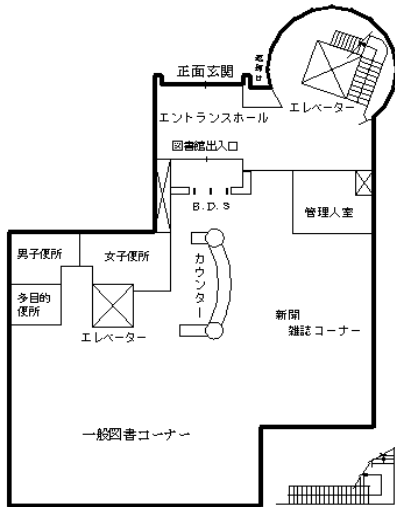 正面玄関
返却口
エレベーター
エントランスホール
図書館出入口
B.D.S
管理人室
男子便所
女子便所
カウンター
多目的
便所
エレベーター
新聞
雑誌コーナー
一般図書コーナー